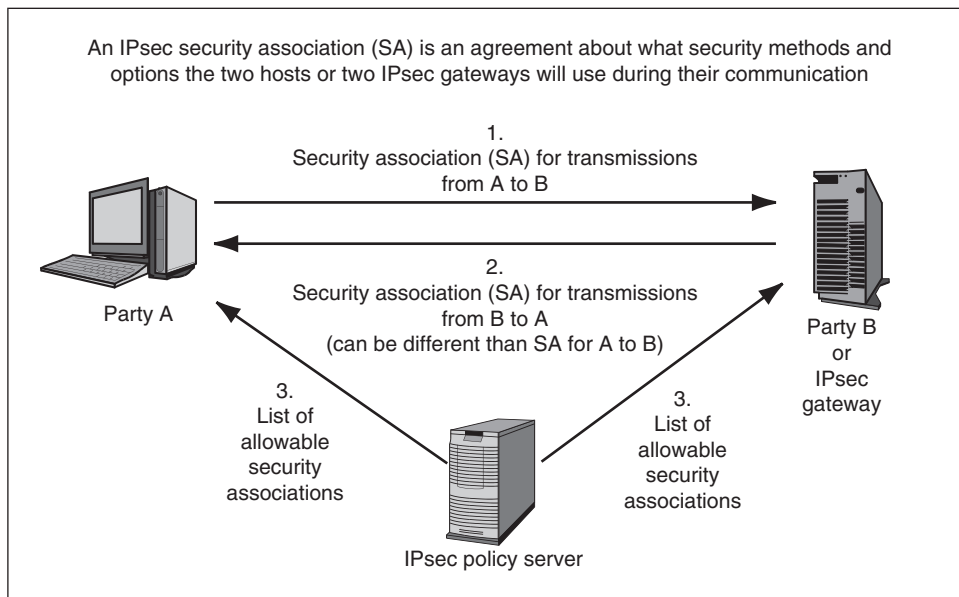 An IPsec security association (SA) is an agreement about what security methods and
options the two hosts or two IPsec gateways will use during their communication
1.
Security association (SA) for transmissions
from A to B
Party A
2.
Security association (SA) for transmissions
from B to A
(can be different than SA for A to B)
Party B
or
IPsec
gateway
3.
List of
allowable
security
associations
3.
List of
allowable
security
associations
IPsec policy server